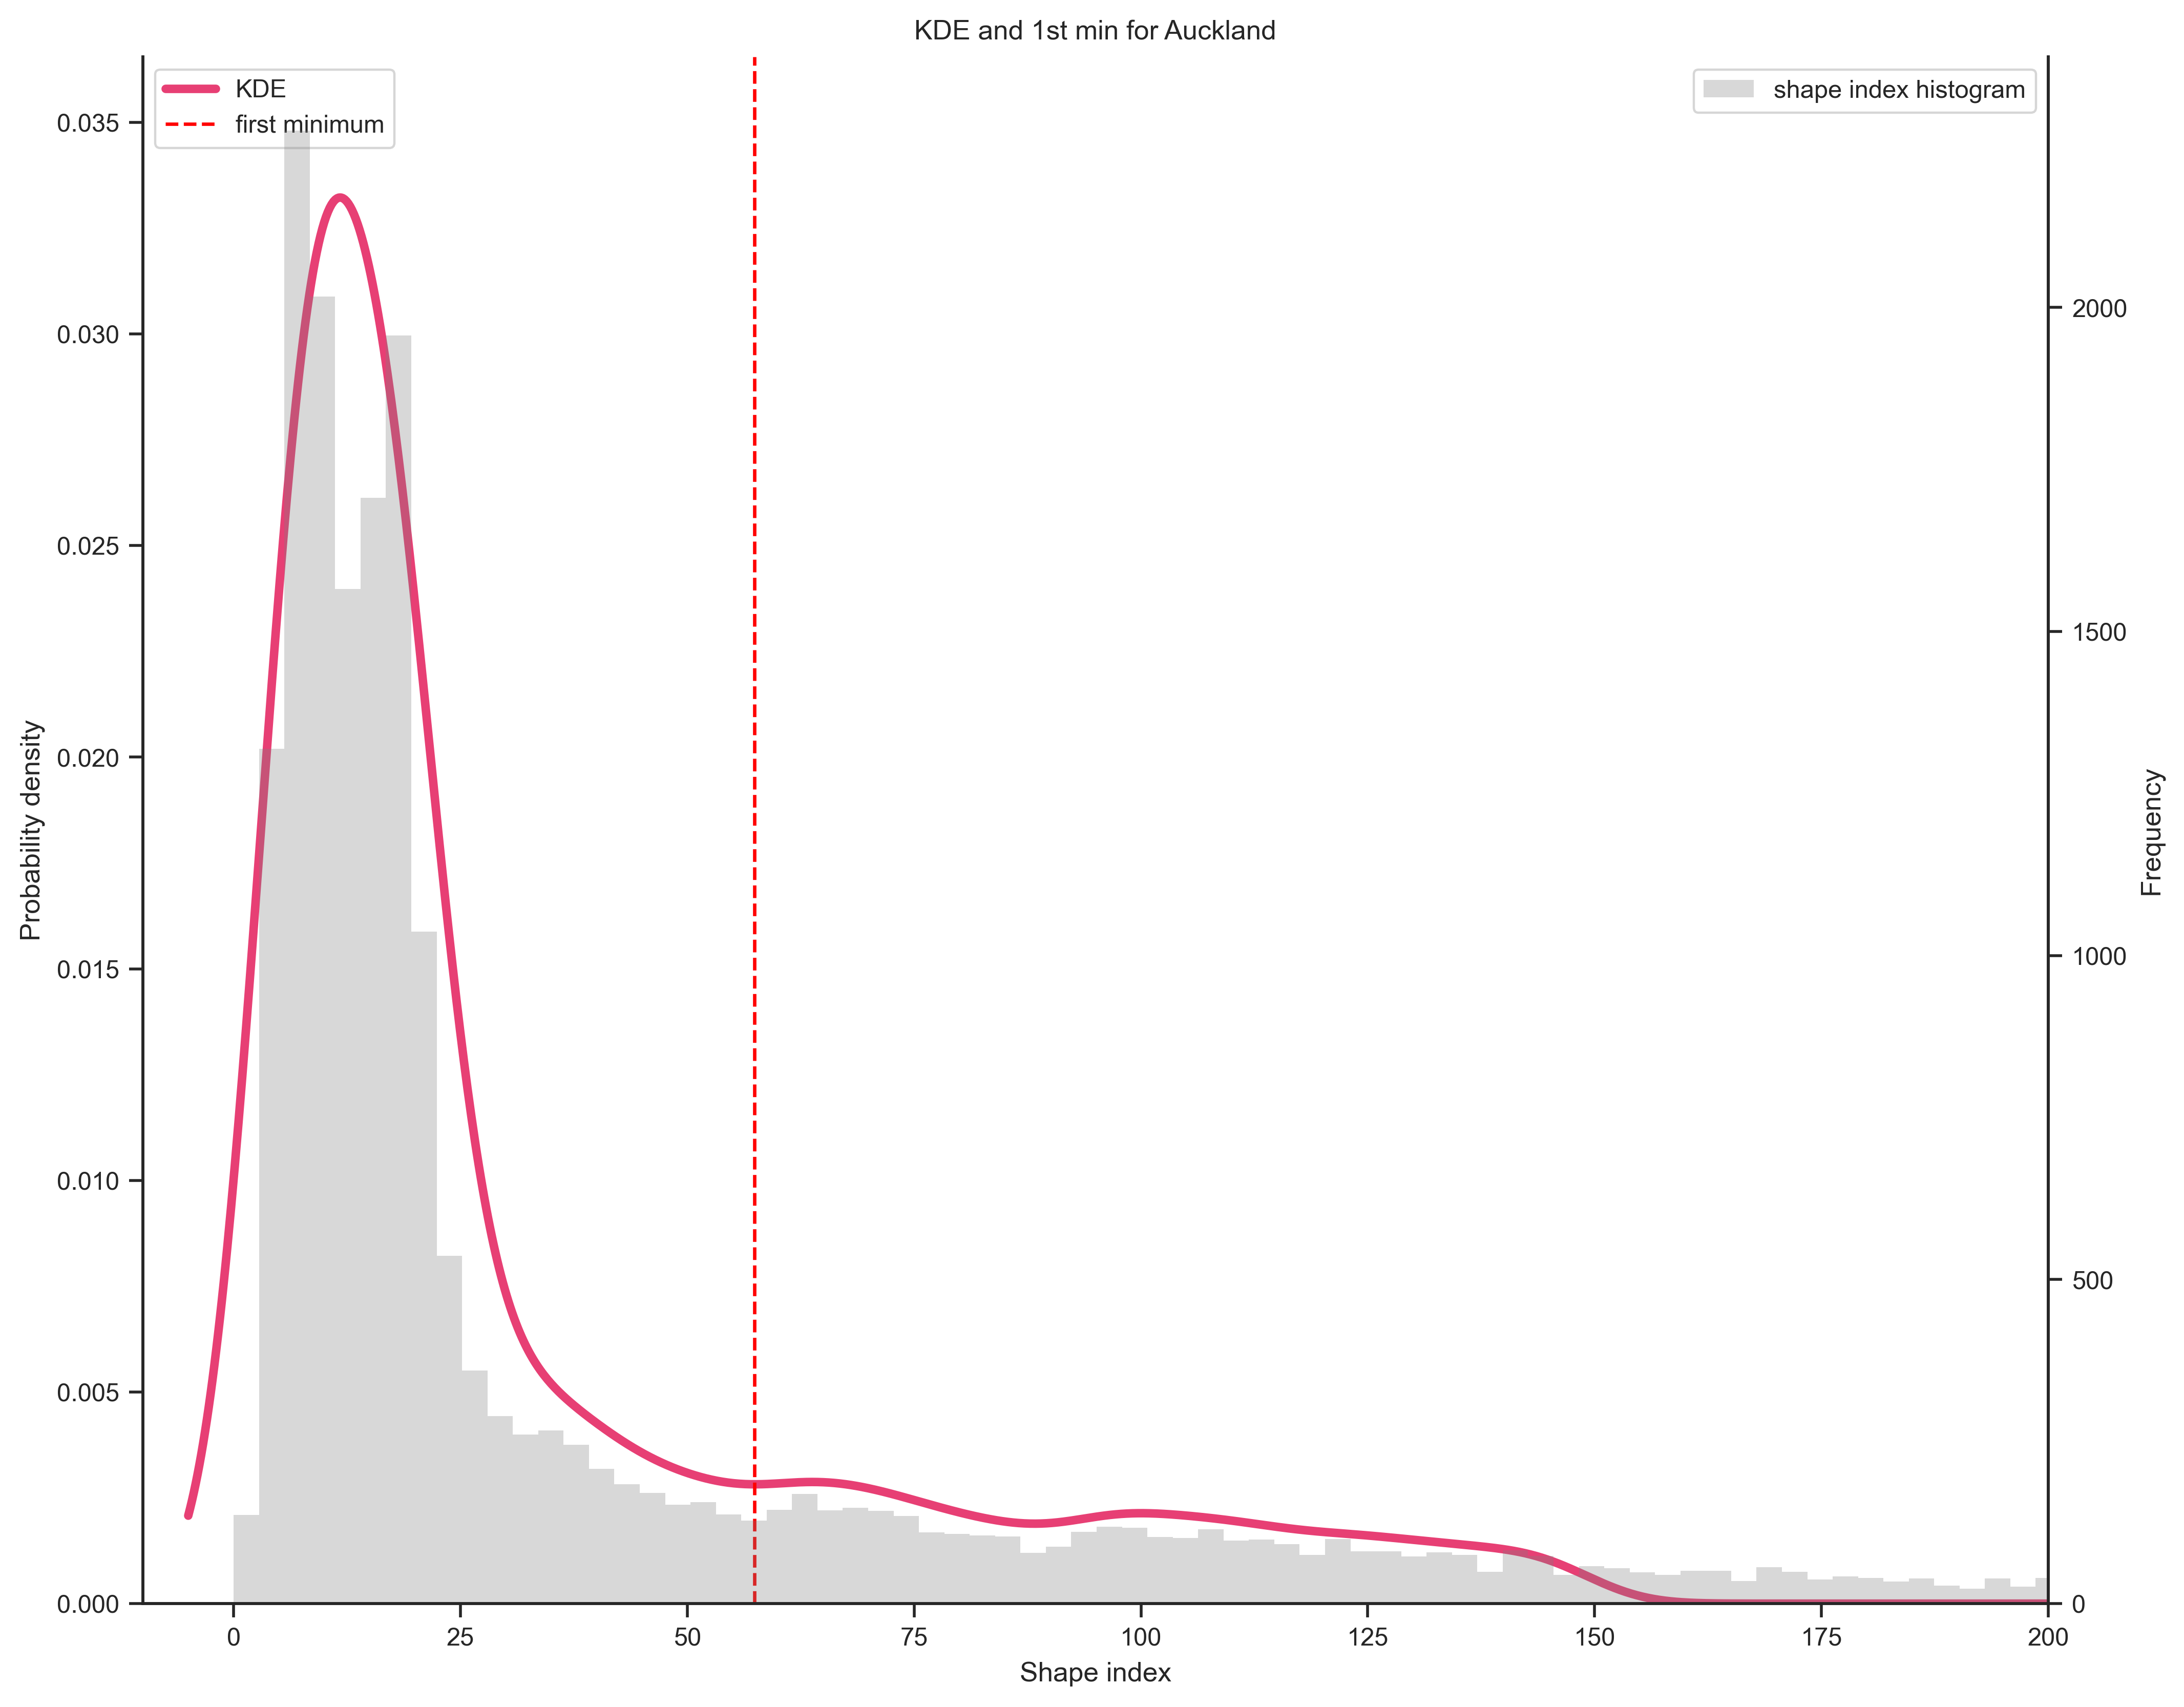 KDE and 1st min for Auckland
KDE
first minimum
shape index histogram
Probability density
0.035
0.030
0.025
0.020
0.015
0.010
0.005
0.000
Frequency
2000
1500
1000
500
0
0 25 50 75 100 125 150 175 200
Shape index